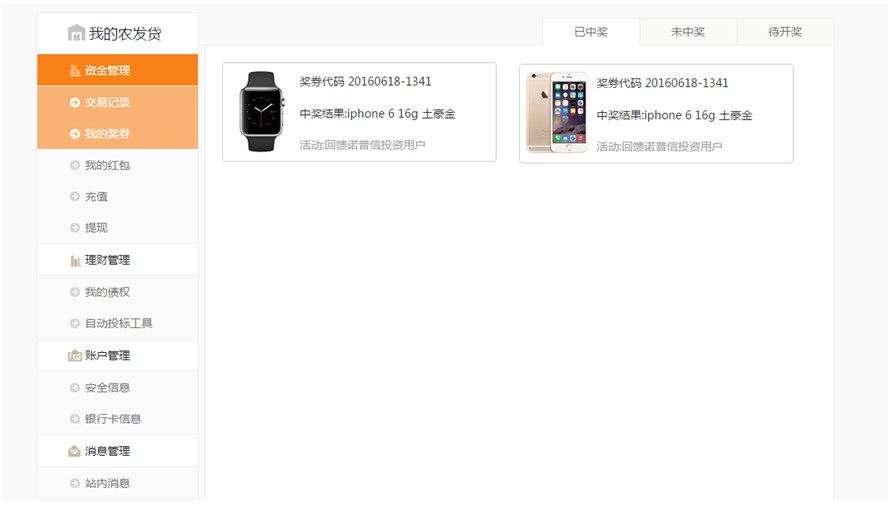 我的农发贷
资金管理
交易记录
我的奖券
我的红包
充值
提现
理财管理
我的债权
自动投标工具
账户管理
安全信息
银行卡信息
消息管理
站内消息
已中奖
未中奖
待开奖
奖券代码 20160618-1341
中奖结果:iphone 6 16g 土豪金
活动:回馈诺普信投资用户
奖券代码 20160618-1341
中奖结果:iphone 6 16g 土豪金
活动:回馈诺普信投资用户